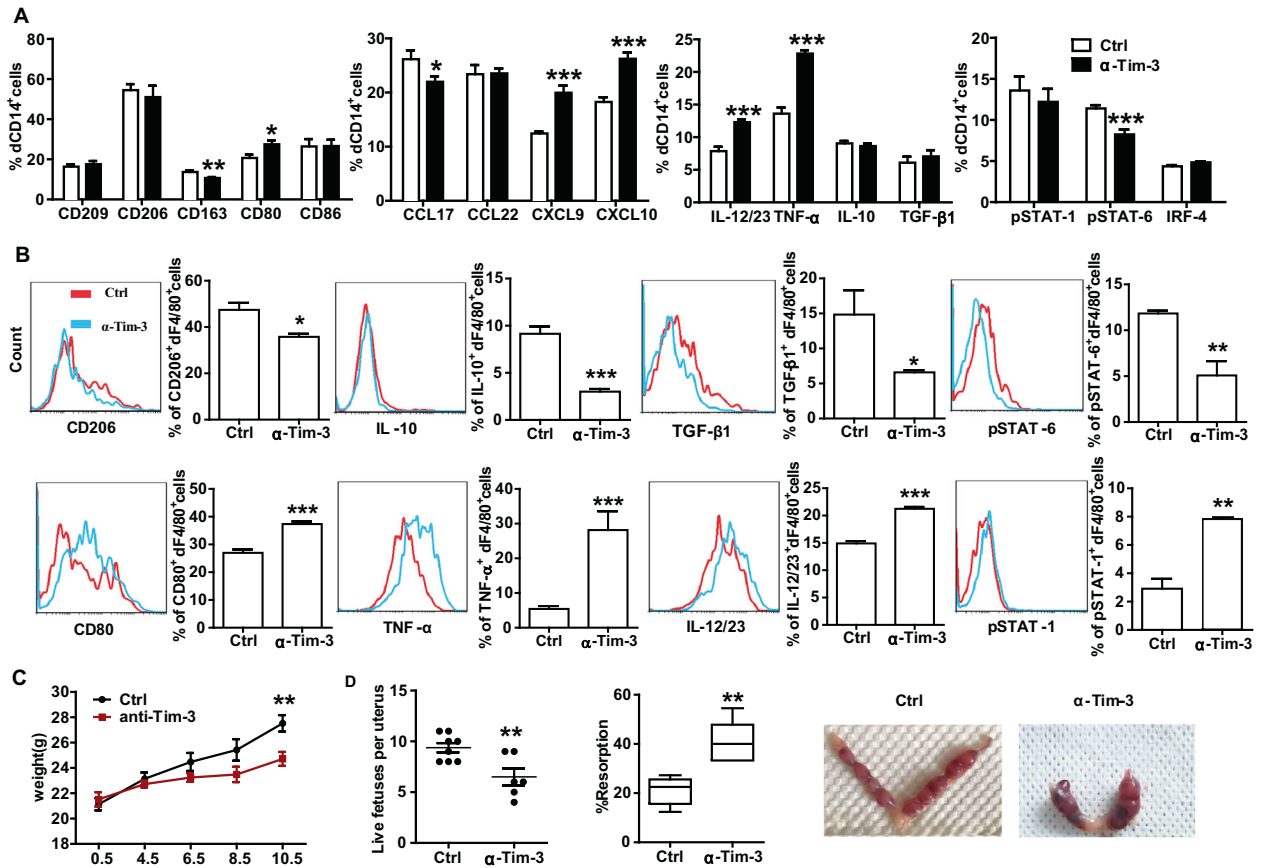 A
% dCD14+cells
80
60
40
20
0
CD209 CD206 CD163 CD80 CD86
** *
% dCD14+cells
30
20
10
0
CCL17 CCL22 CXCL9 CXCL10
* *** ***
% dCD14+cells
25
20
15
10
5
0
IL-12/23 TNF-α IL-10 TGF-β1
*** ***
% dCD14+cells
20
15
10
5
0
pSTAT-1 pSTAT-6 IRF-4
***
Ctrl
α-Tim-3
B
Count
Ctrl
α-Tim-3
CD206
% of CD206+ dF4/80+cells
60
40
20
0
*
Ctrl α-Tim-3
IL -10
% of IL-10+ dF4/80+cells
15
10
5
0
***
Ctrl α-Tim-3
TGF-β1
% of TGF-β1+ dF4/80+cells
20
15
10
5
0
*
Ctrl α-Tim-3
pSTAT -6
% of pSTAT-6+dF4/80+cells
15
10
5
0
**
Ctrl α-Tim-3
CD80
% of CD80+ dF4/80+cells
50
40
30
20
10
0
***
Ctrl α-Tim-3
TNF -α
% of TNF-α+ dF4/80+cells
40
30
20
10
0
***
Ctrl α-Tim-3
IL-12/23
% of IL-12/23+dF4/80+cells
25
20
15
10
5
0
***
Ctrl α-Tim-3
pSTAT -1
% of pSTAT-1+ dF4/80+cells
10
8
6
4
2
0
**
Ctrl α-Tim-3
C
weight(g)
30
28
26
24
22
20
18
Ctrl
anti-Tim-3
**
0.5 4.5 6.5 8.5 10.5
D
Live fetuses per uterus
15
10
5
0
**
Ctrl α-Tim-3
%Resorption
60
40
20
0
**
Ctrl α-Tim-3
Ctrl α-Tim-3